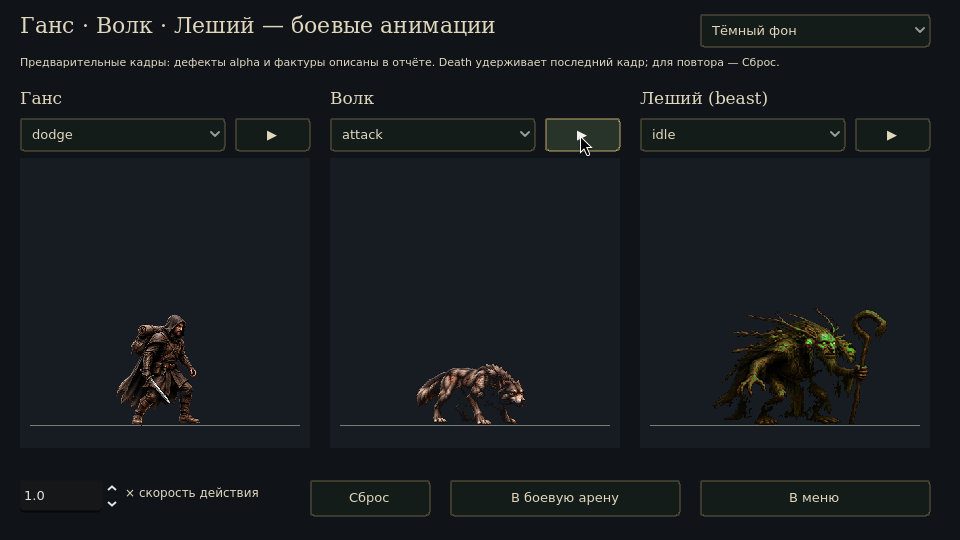 Ганс · Волк · Леший — боевые анимации
Тёмный фон
Предварительные кадры: дефекты alpha и фактуры описаны в отчёте. Death удерживает последний кадр; для повтора — Сброс.
Ганс
Волк
Леший (beast)
dodge
▶
attack
▶
idle
▶
1.0
× скорость действия
Сброс
В боевую арену
В меню